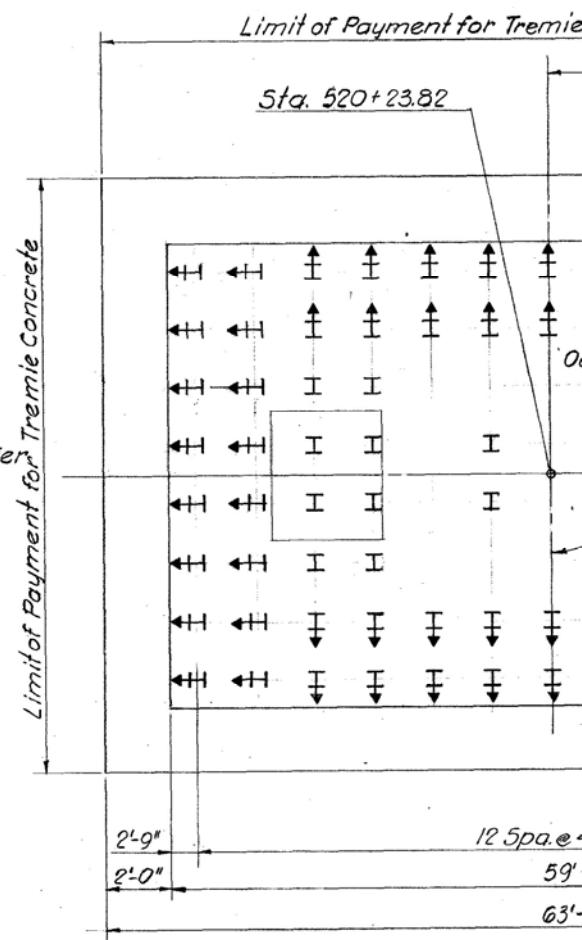 Limit of Payment for Tremie
Sta. 520+23.82
Limit of Payment for Tremie Concrete
2'-9"
12 Spa. @
2'-0"
59'-
63'-